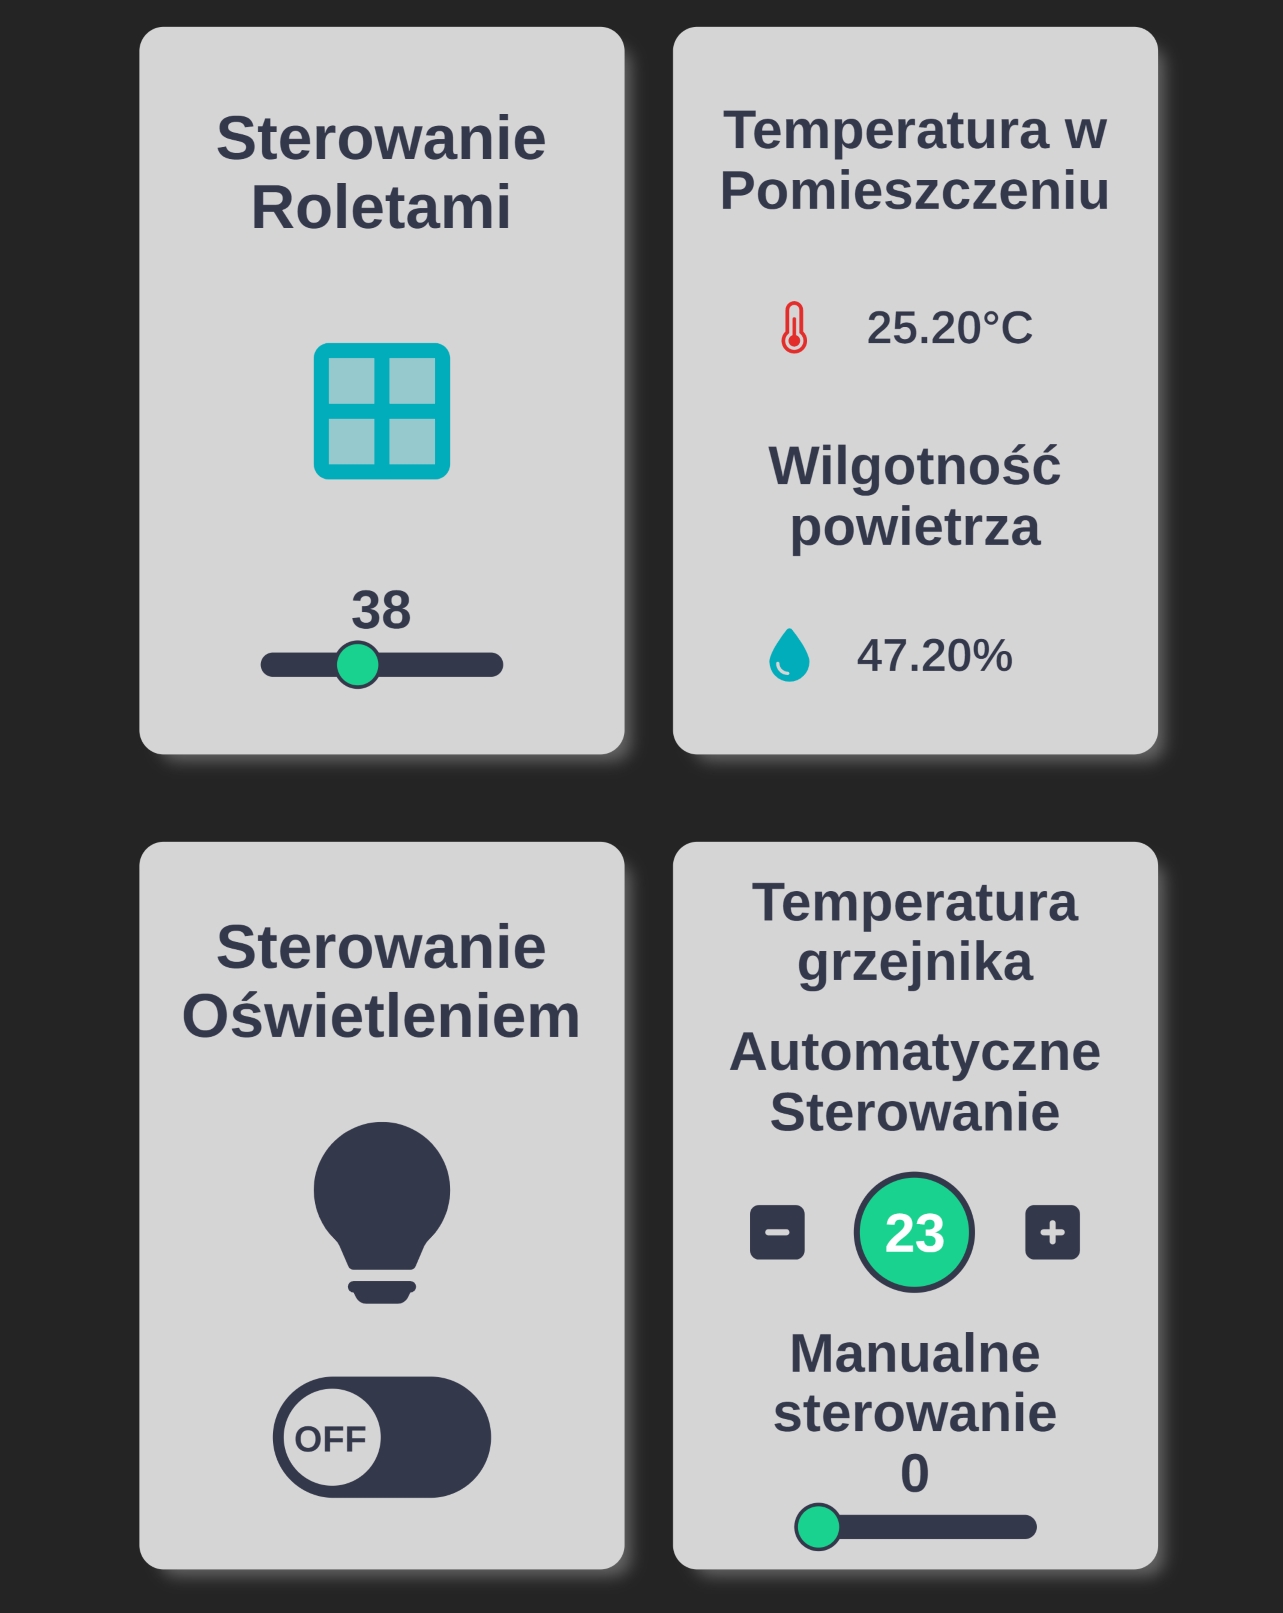 Sterowanie
Roletami
38
Temperatura w
Pomieszczeniu
25.20°C
Wilgotność
powietrza
47.20%
Sterowanie
Oświetleniem
OFF
Temperatura
grzejnika
Automatyczne
Sterowanie
23
Manualne
sterowanie
0